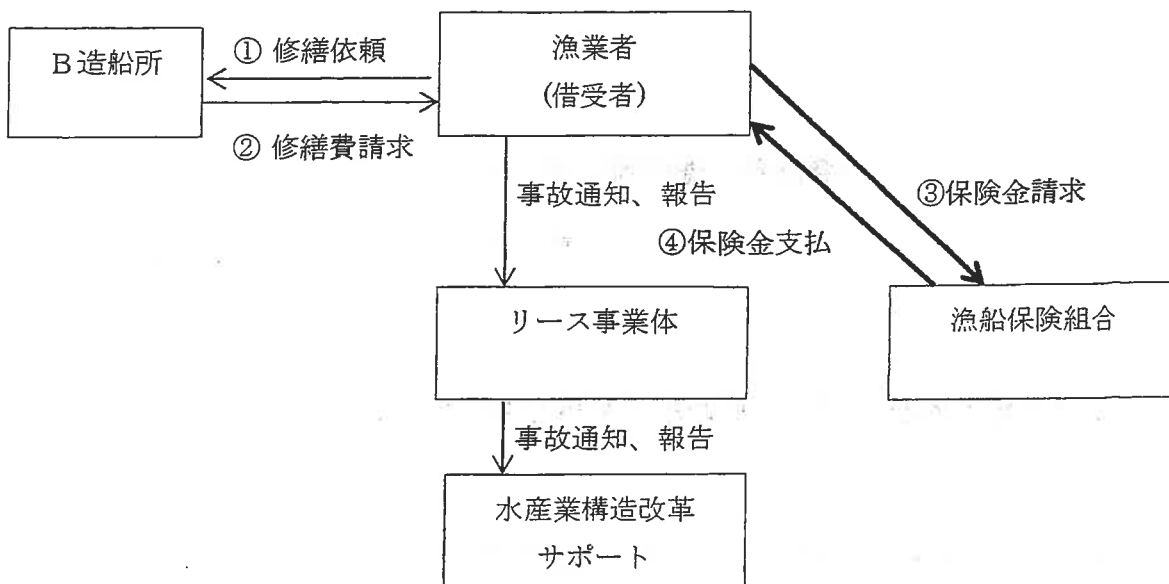 B造船所
① 修繕依頼
② 修繕費請求
漁業者
(借受者)
事故通知、報告
③保険金請求
④保険金支払
リース事業体
漁船保険組合
事故通知、報告
水産業構造改革
サポート